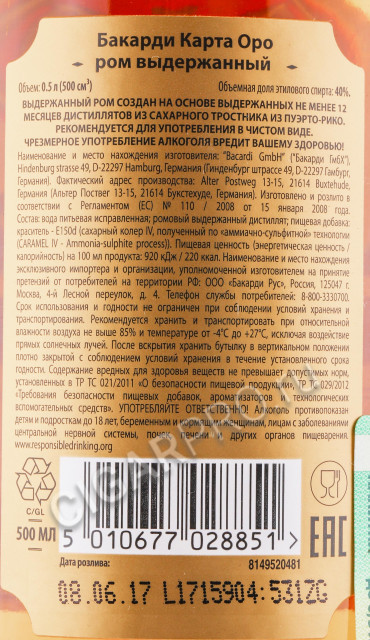 Бакарди Карта Оро
ром выдержанный
Объем: 0.5 л (500 см³) Объемная доля этилового спирта: 40%.
ВЫДЕРЖАННЫЙ РОМ СОЗДАН НА ОСНОВЕ ВЫДЕРЖАННЫХ НЕ МЕНЕЕ 12
МЕСЯЦЕВ ДИСТИЛЛЯТОВ ИЗ САХАРНОГО ТРОСТНИКА ИЗ ПУЭРТО-РИКО.
РЕКОМЕНДУЕТСЯ ДЛЯ УПОТРЕБЛЕНИЯ В ЧИСТОМ ВИДЕ.
ЧРЕЗМЕРНОЕ УПОТРЕБЛЕНИЕ АЛКОГОЛЯ ВРЕДИТ ВАШЕМУ ЗДОРОВЬЮ!
Наименование и место нахождения изготовителя: "Bacardi GmbH" ("Бакарди ГмбХ"),
Hindenburg strasse 49, D-22297 Hamburg, Германия (Гинденбург штрассе 49, D-22297 Гамбург,
Германия). Фактический адрес производства: Alter Postweg 13-15, 21614 Buxtehude,
Германия (Альтер Поствег 13-15, 21614 Букстехуде, Германия). Изготовлено и розлито в
соответствии с Регламентом (ЕС) № 110 / 2008 от 15 января 2008 года.
Состав: вода питьевая исправленная; ромовый выдержанный дистиллят; пищевая добавка:
краситель - Е150d (сахарный колер IV, полученный по «аммиачно-сульфитной» технологии
(CARAMEL IV - Ammonia-sulphite process)). Пищевая ценность (энергетическая ценность /
калорийность) на 100 мл продукта: 920 кДж / 220 ккал. Наименование и место нахождения
эксклюзивного импортера и организации, уполномоченной изготовителем на принятие
претензий от потребителей на территории РФ: ООО «Бакарди Рус», Россия, 125047 г.
Москва, 4-й Лесной переулок, д. 4. Телефон службы потребителей: 8-800-3330700.
Срок использования и годности не ограничен при соблюдении условий хранения и
транспортирования. Рекомендуется хранить и транспортировать при относительной
влажности воздуха не выше 85% и температуре от -4°С до +27°С, исключая воздействие
прямых солнечных лучей. После вскрытия хранить бутылку в вертикальном положении
плотно закрытой с соблюдением условий хранения в течение установленного срока
годности. Содержание вредных для здоровья веществ не превышает допустимых норм,
установленных в ТР ТС 021/2011 «О безопасности пищевой продукции», ТР ТС 029/2012
«Требования безопасности пищевых добавок, ароматизаторов и технологических
вспомогательных средств». УПОТРЕБЛЯЙТЕ ОТВЕТСТВЕННО. Алкоголь противопоказан
детям и подросткам до 18 лет, беременным и кормящим женщинам, лицам с заболеваниями
центральной нервной системы, почек, печени и других органов пищеварения.
www.responsibledrinking.org
C/GL
500 МЛ
5 010677 028851 >
EAC
Дата розлива: 8149520481
08.06.17 L1715904:531ZG
CIGARPRO.ru